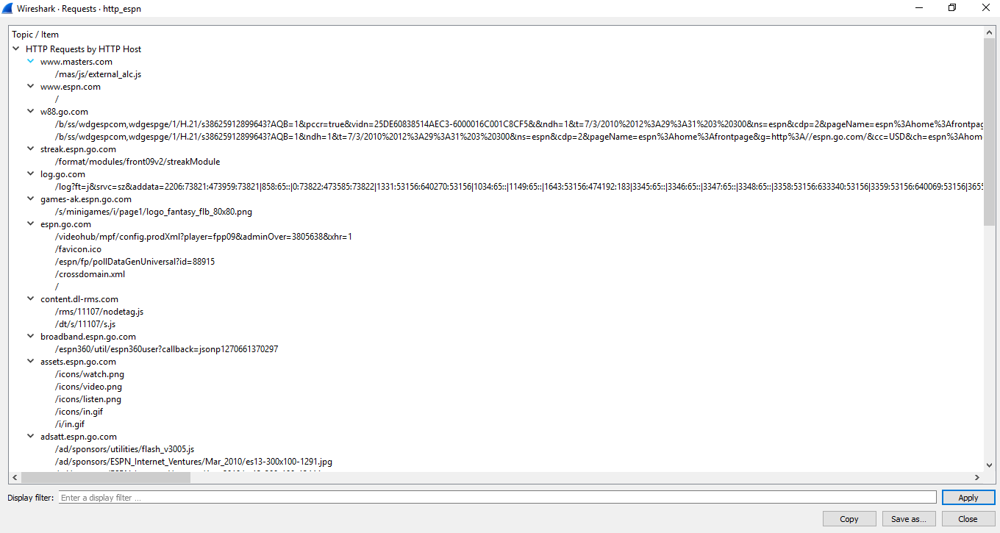 Wireshark · Requests · http_espn
Topic / Item
HTTP Requests by HTTP Host
www.masters.com
/mas/js/external_alc.js
www.espn.com
/
w88.go.com
/b/ss/wdgespcom,wdgespge/1/H.21/s38625912899643?AQB=1&pccr=true&vidn=25DE60838514AEC3-6000016C001C8CF5&&ndh=1&t=7/3/2010%2012%3A29%3A31%203%20300&ns=espn&cdp=2&pageName=espn%3Ahome%3Afrontpag
/b/ss/wdgespcom,wdgespge/1/H.21/s38625912899643?AQB=1&ndh=1&t=7/3/2010%2012%3A29%3A31%203%20300&ns=espn&cdp=2&pageName=espn%3Ahome%3Afrontpage&g=http%3A//espn.go.com/&cc=USD&ch=espn%3Ahom
streak.espn.go.com
/format/modules/front09v2/streakModule
log.go.com
/log?ft=j&srvc=sz&addata=2206:73821:473959:73821|858:65::|0:73822:473585:73822|1331:53156:640270:53156|1034:65::|1149:65::|1643:53156:474192:183|3345:65::|3346:65::|3347:65::|3348:65::|3358:53156:633340:53156|3359:53156:640069:53156|3655
games-ak.espn.go.com
/s/minigames/i/page1/logo_fantasy_flb_80x80.png
espn.go.com
/videohub/mpf/config.prodXml?player=fpp09&adminOver=3805638&xhr=1
/favicon.ico
/espn/fp/pollDataGenUniversal?id=88915
/crossdomain.xml
/
content.dl-rms.com
/rms/11107/nodetag.js
/dt/s/11107/s.js
broadband.espn.go.com
/espn360/util/espn360user?callback=jsonp1270661370297
assets.espn.go.com
/icons/watch.png
/icons/video.png
/icons/listen.png
/icons/in.gif
/i/in.gif
adsatt.espn.go.com
/ad/sponsors/utilities/flash_v3005.js
/ad/sponsors/ESPN_Internet_Ventures/Mar_2010/es13-300x100-1291.jpg
Display filter: Enter a display filter ... Apply
Copy Save as... Close